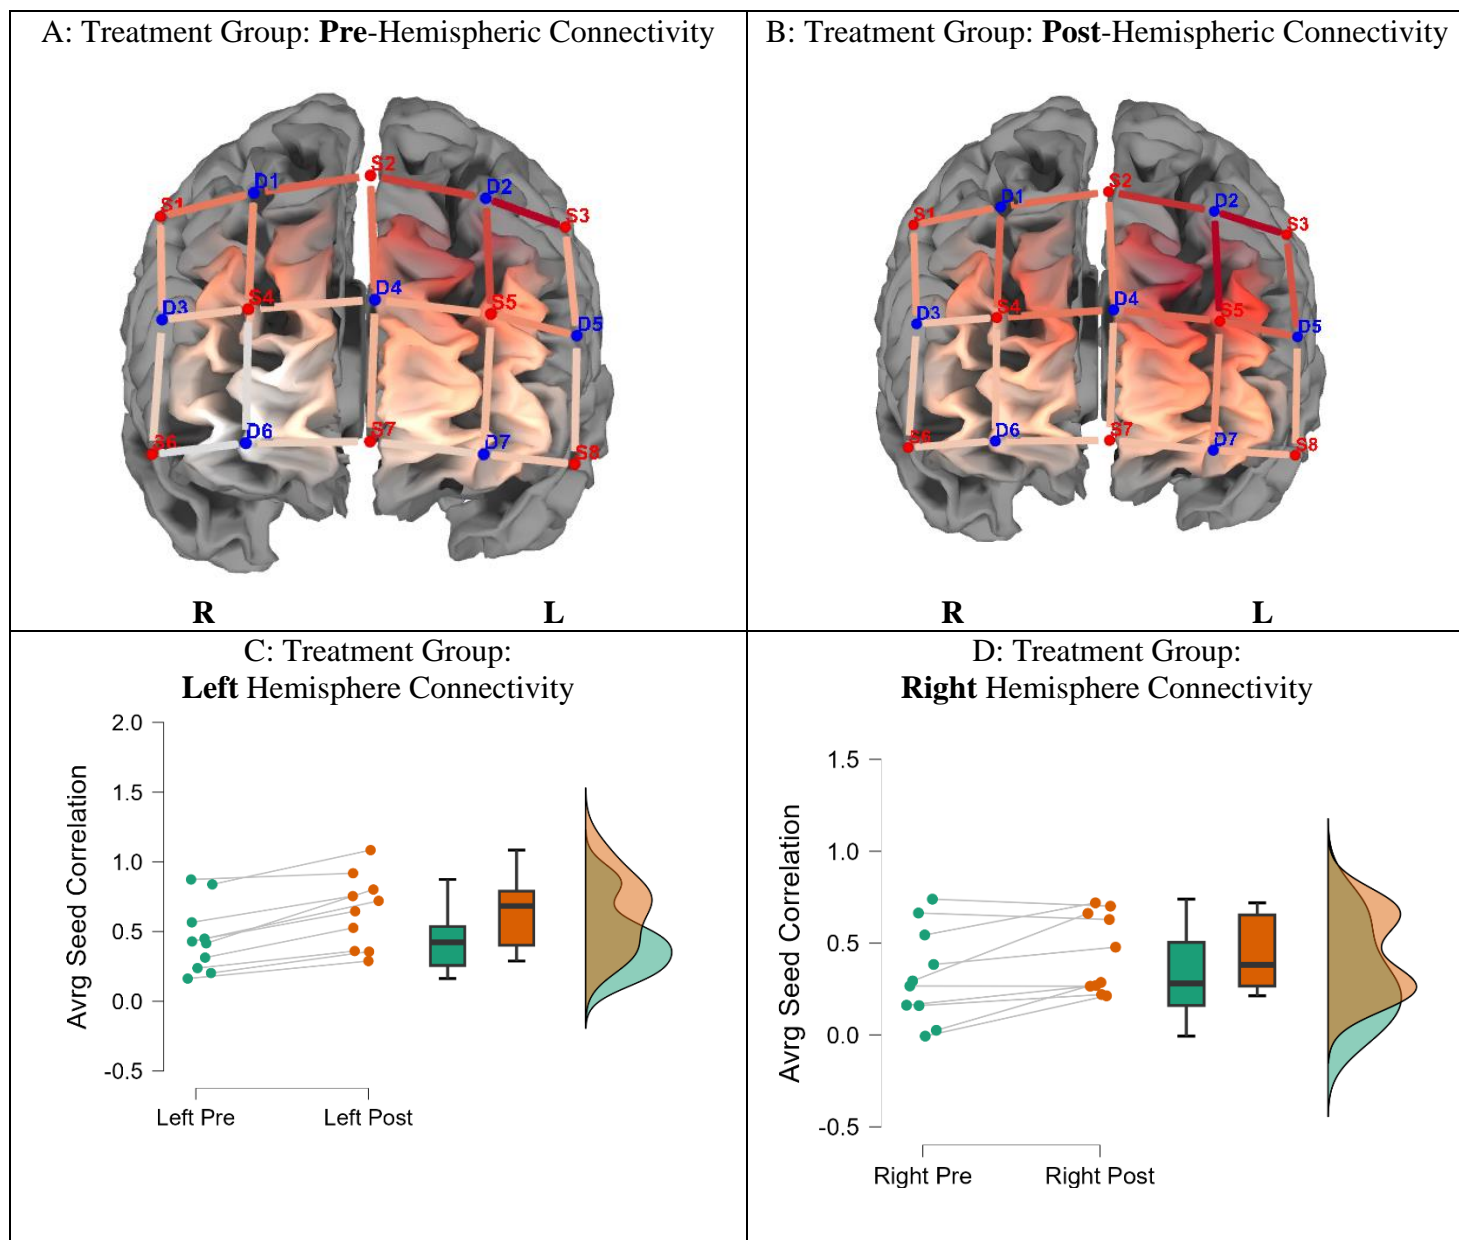 A: Treatment Group: Pre-Hemispheric Connectivity
S2
D1
D2
S1
S3
D4
S4
D3
S5
D5
D6
S7
S6
D7
S8
R L
B: Treatment Group: Post-Hemispheric Connectivity
S2
D1
D2
S1
S3
D4
S4
D3
S5
D5
D6
S7
S6
D7
S8
R L
C: Treatment Group:
Left Hemisphere Connectivity
2.0
1.5
1.0
0.5
0.0
-0.5
Avrg Seed Correlation
Left Pre Left Post
D: Treatment Group:
Right Hemisphere Connectivity
1.5
1.0
0.5
0.0
-0.5
Avrg Seed Correlation
Right Pre Right Post